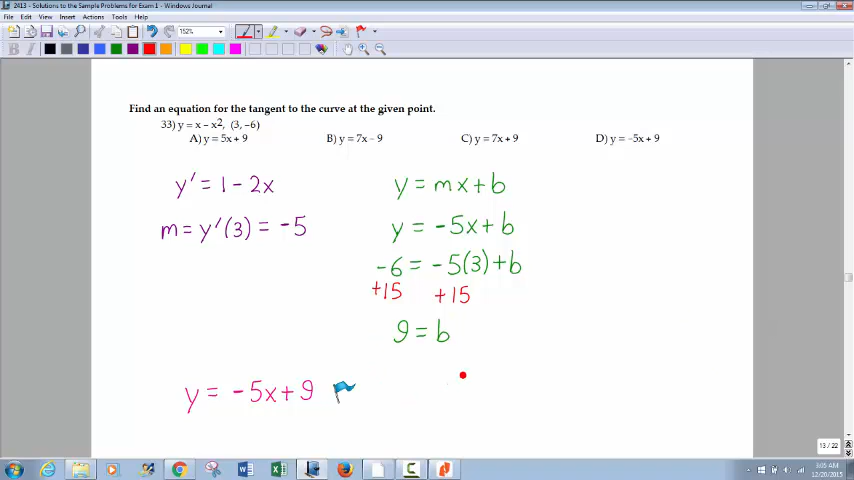 2413 - Solutions to the Sample Problems for Exam 1 - Windows Journal
File Edit View Insert Actions Tools Help
152%
B I
Find an equation for the tangent to the curve at the given point.
33) y = x - x², (3, -6)
A) y = 5x + 9 B) y = 7x - 9 C) y = 7x + 9 D) y = -5x + 9
y' = 1 - 2x
m = y'(3) = -5
y = mx + b
y = -5x + b
-6 = -5(3) + b
+15 +15
9 = b
y = -5x + 9
13 / 22
3:05 AM
12/20/2015